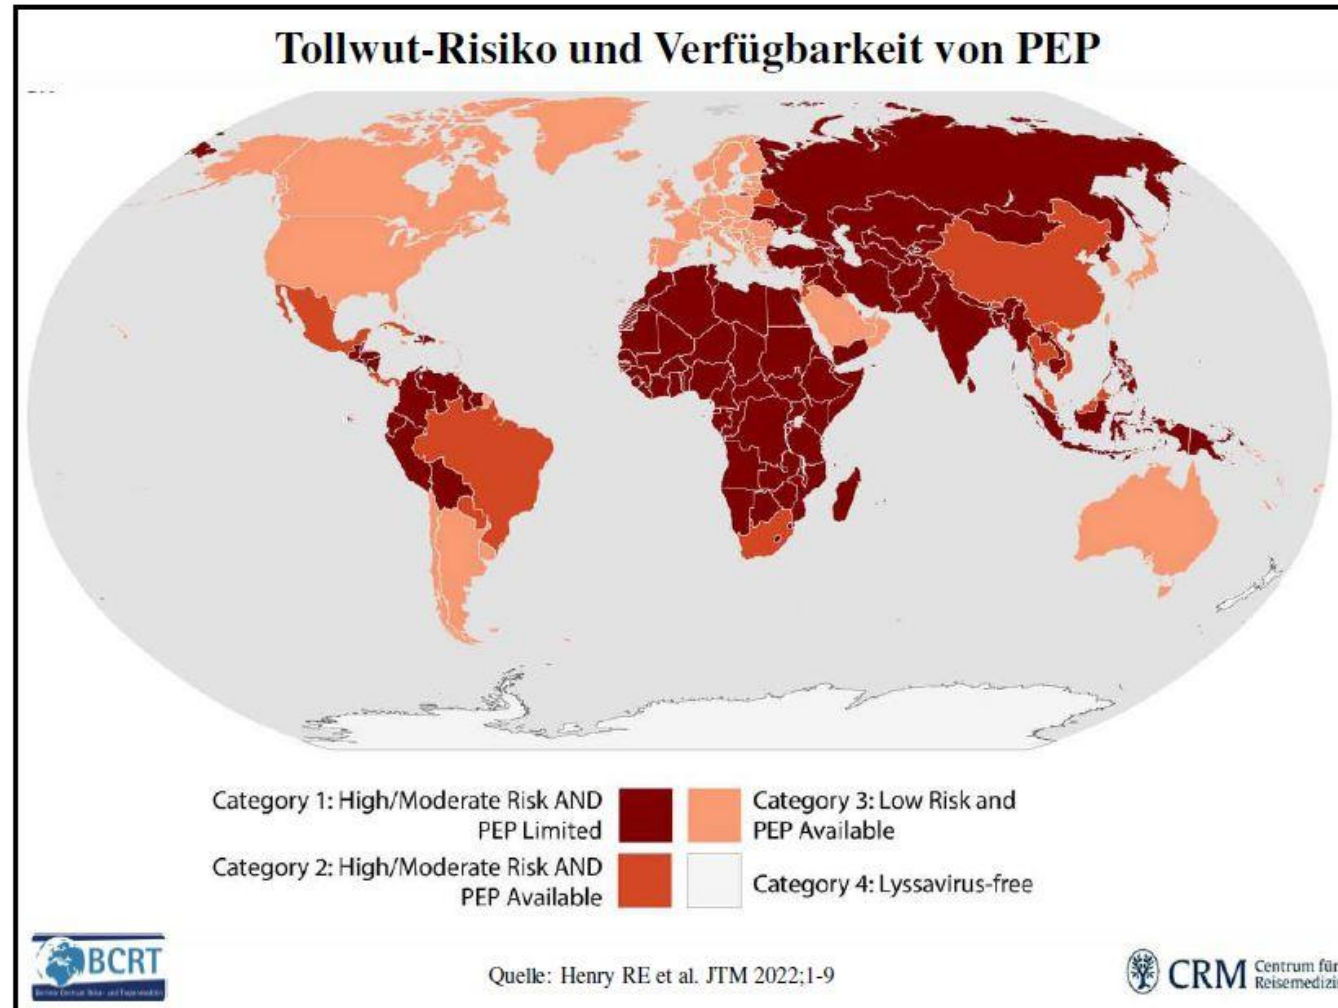 Tollwut-Risiko und Verfügbarkeit von PEP
Category 1: High/Moderate Risk AND
PEP Limited
Category 2: High/Moderate Risk AND
PEP Available
Category 3: Low Risk and
PEP Available
Category 4: Lyssavirus-free
BCRT
Quelle: Henry RE et al. JTM 2022;1-9
CRM Centrum für
Reisemedizin